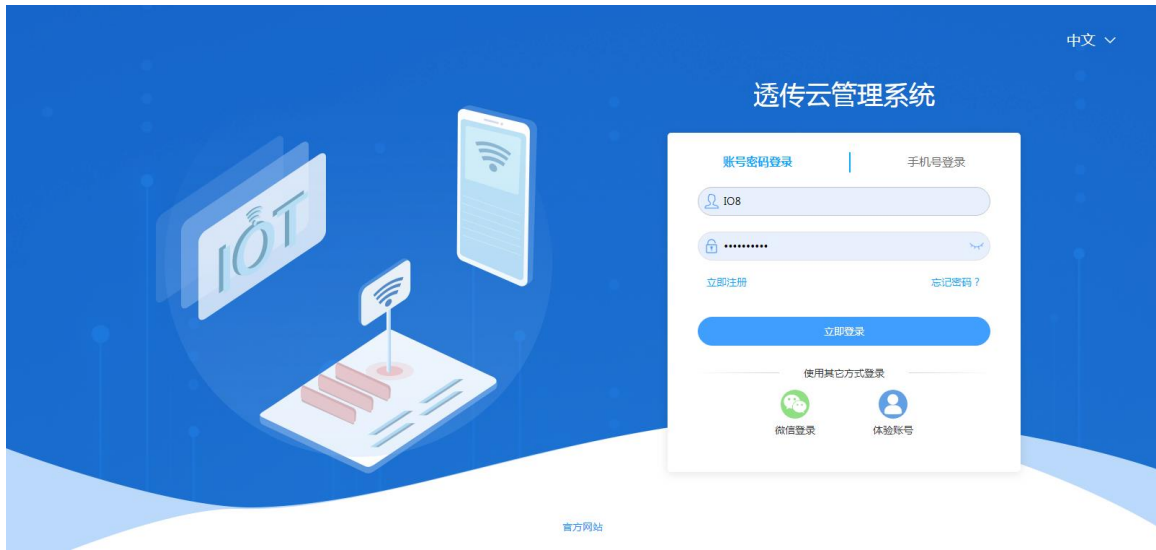 中文
透传云管理系统
IOT
账号密码登录 手机号登录
IO8
••••••••••
立即注册 忘记密码？
立即登录
使用其它方式登录
微信登录 体验账号
官方网站